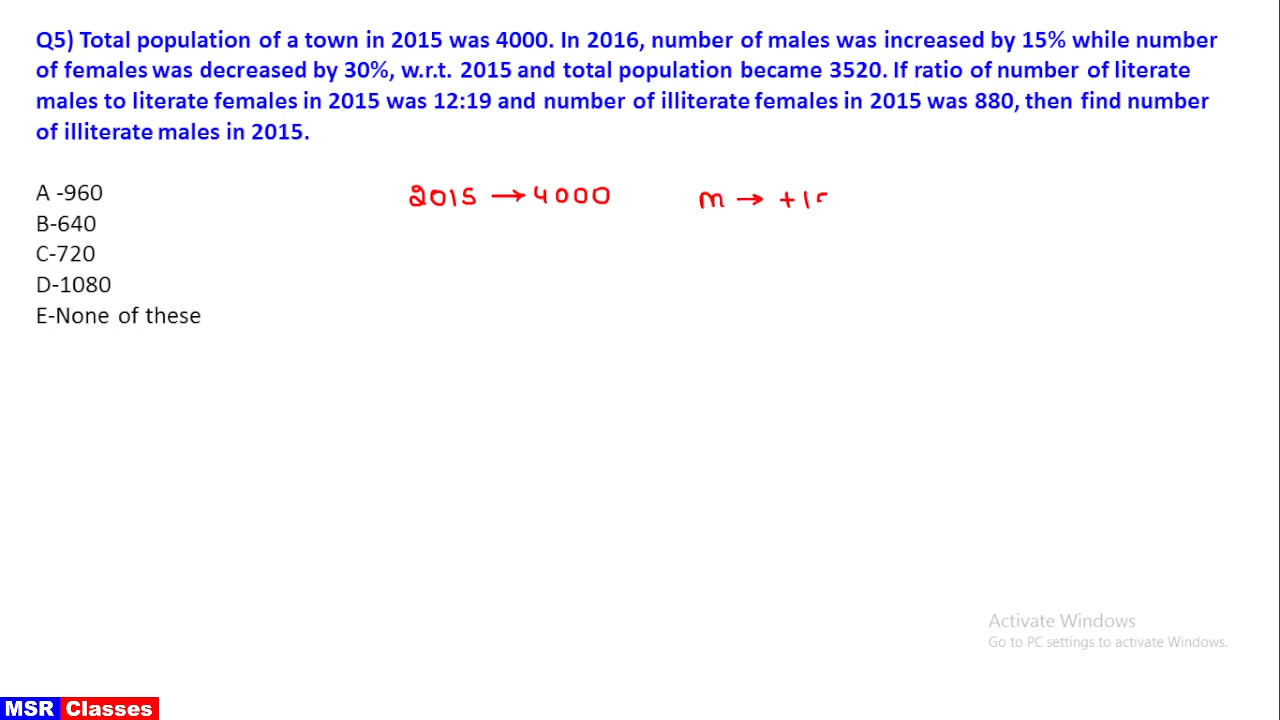 Q5) Total population of a town in 2015 was 4000. In 2016, number of males was increased by 15% while number
of females was decreased by 30%, w.r.t. 2015 and total population became 3520. If ratio of number of literate
males to literate females in 2015 was 12:19 and number of illiterate females in 2015 was 880, then find number
of illiterate males in 2015.
A -960
2015 → 4000 m → +1
B-640
C-720
D-1080
E-None of these
Activate Windows
Go to PC settings to activate Windows.
MSR Classes